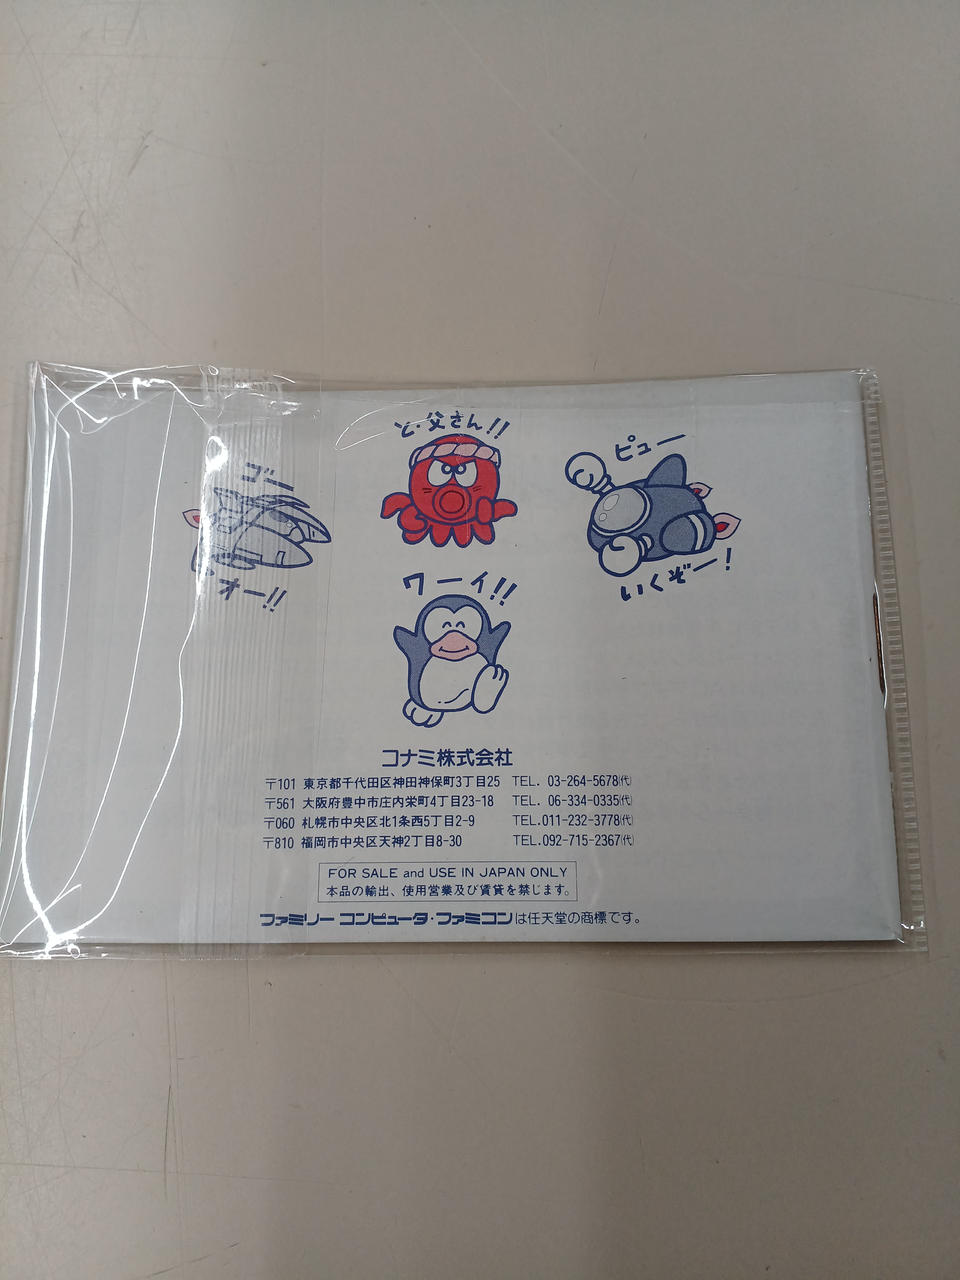 と・父さん!!
ゴー
オー!!
ピュー
いくぞー!
ワーイ!!
コナミ株式会社
〒101 東京都千代田区神田神保町3丁目25 TEL. 03-264-5678㈹
〒561 大阪府豊中市庄内栄町4丁目23-18 TEL. 06-334-0335㈹
〒060 札幌市中央区北1条西5丁目2-9 TEL.011-232-3778㈹
〒810 福岡市中央区天神2丁目8-30 TEL.092-715-2367㈹
FOR SALE and USE IN JAPAN ONLY
本品の輸出、使用営業及び賃貸を禁じます。
ファミリー コンピュータ・ファミコンは任天堂の商標です。